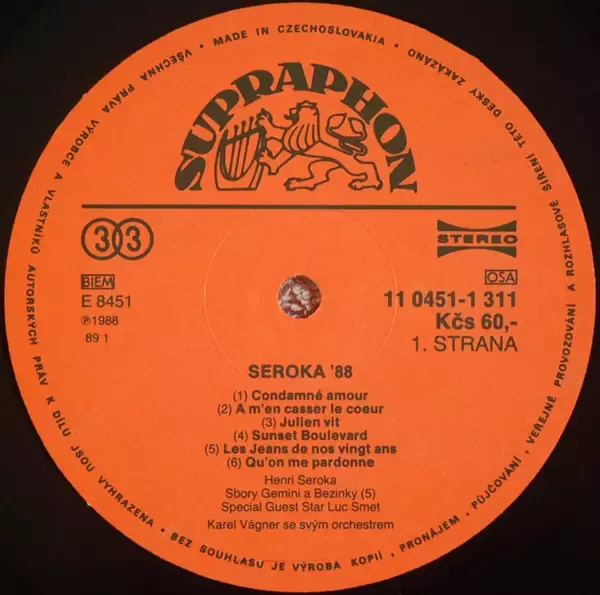 • MADE IN CZECHOSLOVAKIA • VŠECHNA PRÁVA VÝROBCE A VLASTNÍKŮ AUTORSKÝCH PRÁV K DÍLU JSOU VYHRAZENA • BEZ SOUHLASU JE VÝROBA KOPIÍ, PRONÁJEM, PŮJČOVÁNÍ, VEŘEJNÉ PROVOZOVÁNÍ A ROZHLASOVÉ ŠÍŘENÍ TÉTO DESKY ZAKÁZÁNO
SUPRAPHON
33
STEREO
BIEM
OSA
E 8451
11 0451-1 311
℗1988
Kčs 60,-
89 1
1. STRANA
SEROKA '88
(1) Condamné amour
(2) A m'en casser le coeur
(3) Julien vit
(4) Sunset Boulevard
(5) Les Jeans de nos vingt ans
(6) Qu'on me pardonne
Henri Seroka
Sbory Gemini a Bezinky (5)
Special Guest Star Luc Smet
Karel Vágner se svým orchestrem